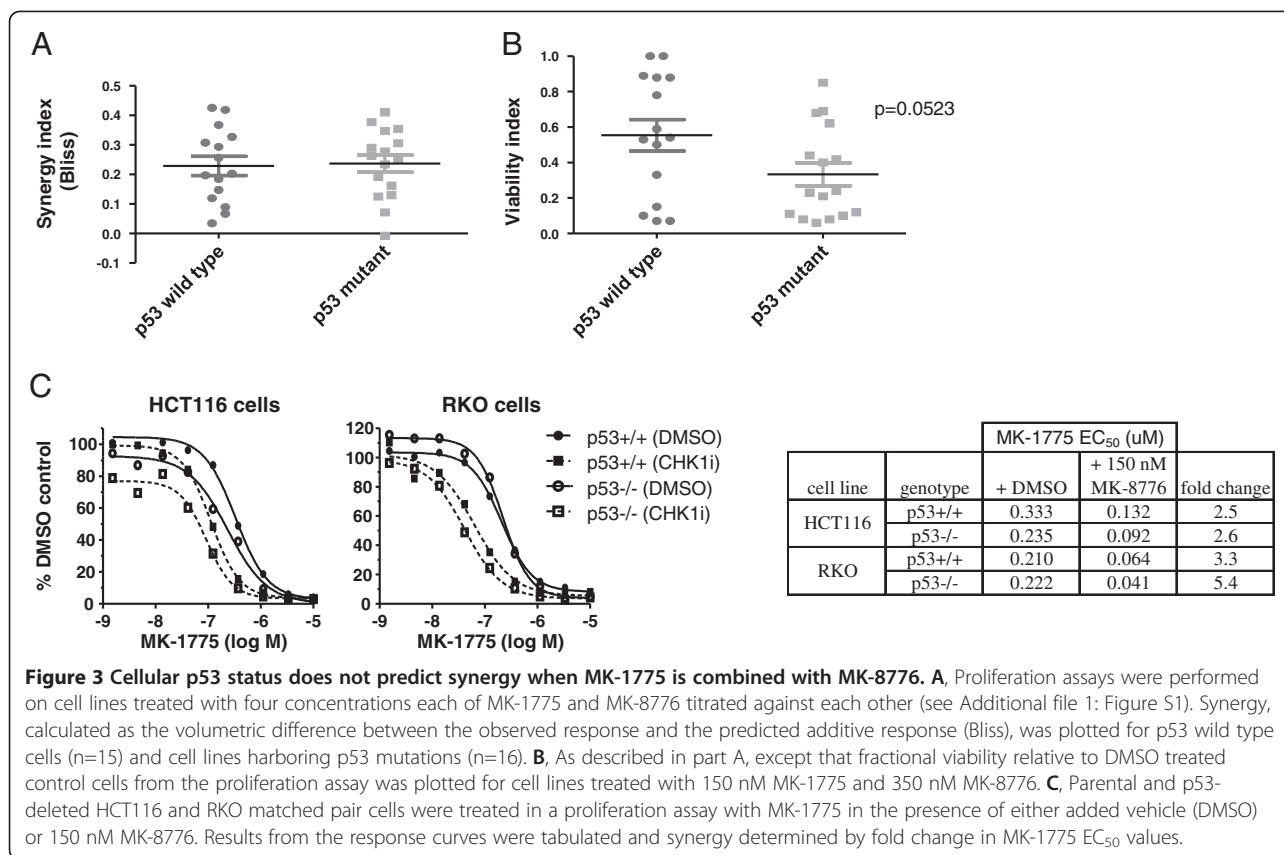 A
Synergy index
(Bliss)
0.5
0.4
0.3
0.2
0.1
0.0
-0.1
p53 wild type
p53 mutant
B
Viability index
1.0
0.8
0.6
0.4
0.2
0.0
p=0.0523
p53 wild type
p53 mutant
C
HCT116 cells
% DMSO control
100
80
60
40
20
0
-9 -8 -7 -6 -5
MK-1775 (log M)
RKO cells
120
100
80
60
40
20
0
-9 -8 -7 -6 -5
MK-1775 (log M)
p53+/+ (DMSO)
p53+/+ (CHK1i)
p53-/- (DMSO)
p53-/- (CHK1i)
MK-1775 EC50 (uM)
cell line genotype + DMSO + 150 nM MK-8776 fold change
HCT116 p53+/+ 0.333 0.132 2.5
p53-/- 0.235 0.092 2.6
RKO p53+/+ 0.210 0.064 3.3
p53-/- 0.222 0.041 5.4
Figure 3 Cellular p53 status does not predict synergy when MK-1775 is combined with MK-8776. A, Proliferation assays were performed
on cell lines treated with four concentrations each of MK-1775 and MK-8776 titrated against each other (see Additional file 1: Figure S1). Synergy,
calculated as the volumetric difference between the observed response and the predicted additive response (Bliss), was plotted for p53 wild type
cells (n=15) and cell lines harboring p53 mutations (n=16). B, As described in part A, except that fractional viability relative to DMSO treated
control cells from the proliferation assay was plotted for cell lines treated with 150 nM MK-1775 and 350 nM MK-8776. C, Parental and p53-
deleted HCT116 and RKO matched pair cells were treated in a proliferation assay with MK-1775 in the presence of either added vehicle (DMSO)
or 150 nM MK-8776. Results from the response curves were tabulated and synergy determined by fold change in MK-1775 EC50 values.